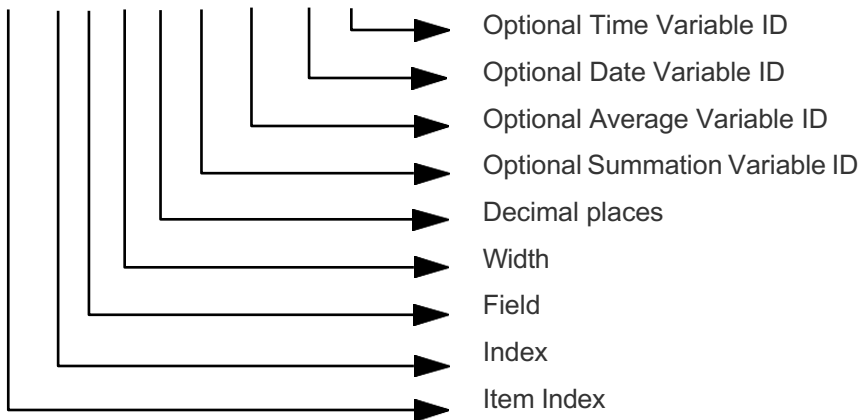 Optional Time Variable ID
Optional Date Variable ID
Optional Average Variable ID
Optional Summation Variable ID
Decimal places
Width
Field
Index
Item Index